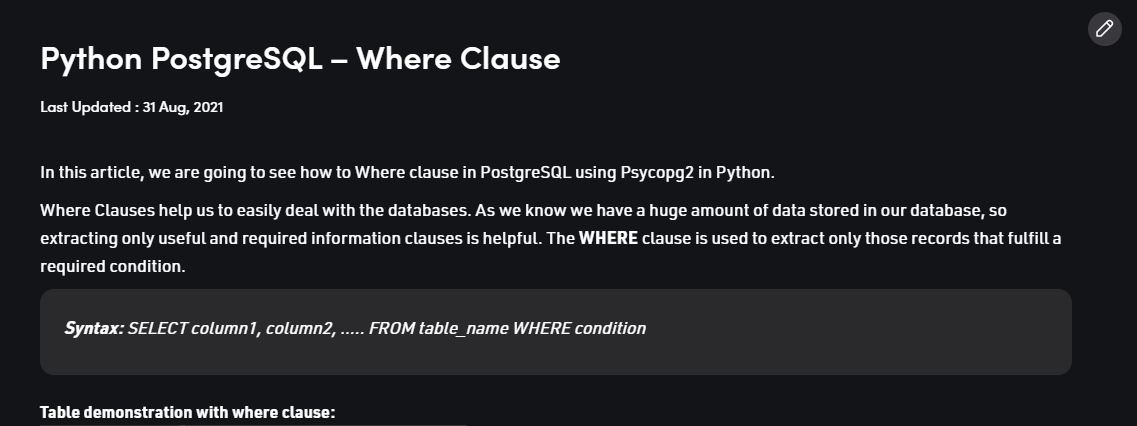 Python PostgreSQL – Where Clause
Last Updated : 31 Aug, 2021
In this article, we are going to see how to Where clause in PostgreSQL using Psycopg2 in Python.
Where Clauses help us to easily deal with the databases. As we know we have a huge amount of data stored in our database, so
extracting only useful and required information clauses is helpful. The WHERE clause is used to extract only those records that fulfill a
required condition.
Syntax: SELECT column1, column2, ..... FROM table_name WHERE condition
Table demonstration with where clause: